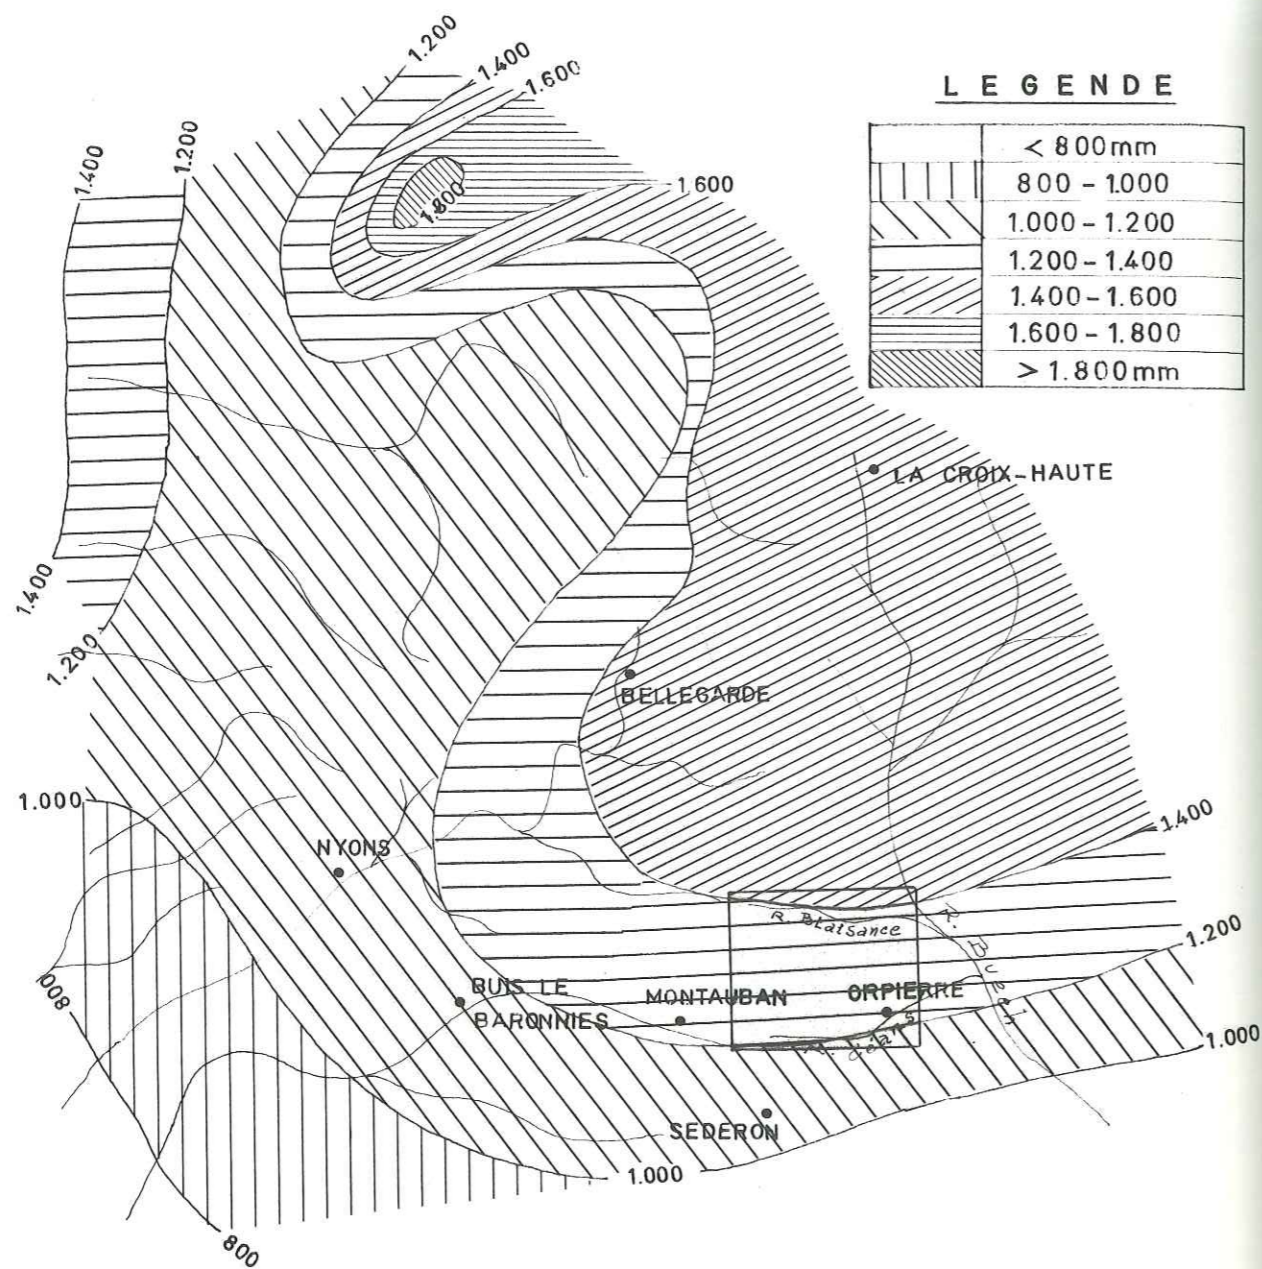 1.200
1.400
1.600
L E G E N D E
< 800mm
800 - 1.000
1.000 - 1.200
1.200 - 1.400
1.400 - 1.600
1.600 - 1.800
> 1.800mm
1.400
1.200
1.800
1.600
LA CROIX-HAUTE
1.400
1.200
BELLEGARDE
1.000
NYONS
1.400
R. Blaisance
R. Buëch
1.200
800
BUIS LE
BARONNIES
MONTAUBAN
ORPIERRE
1.000
SEDERON
1.000
800